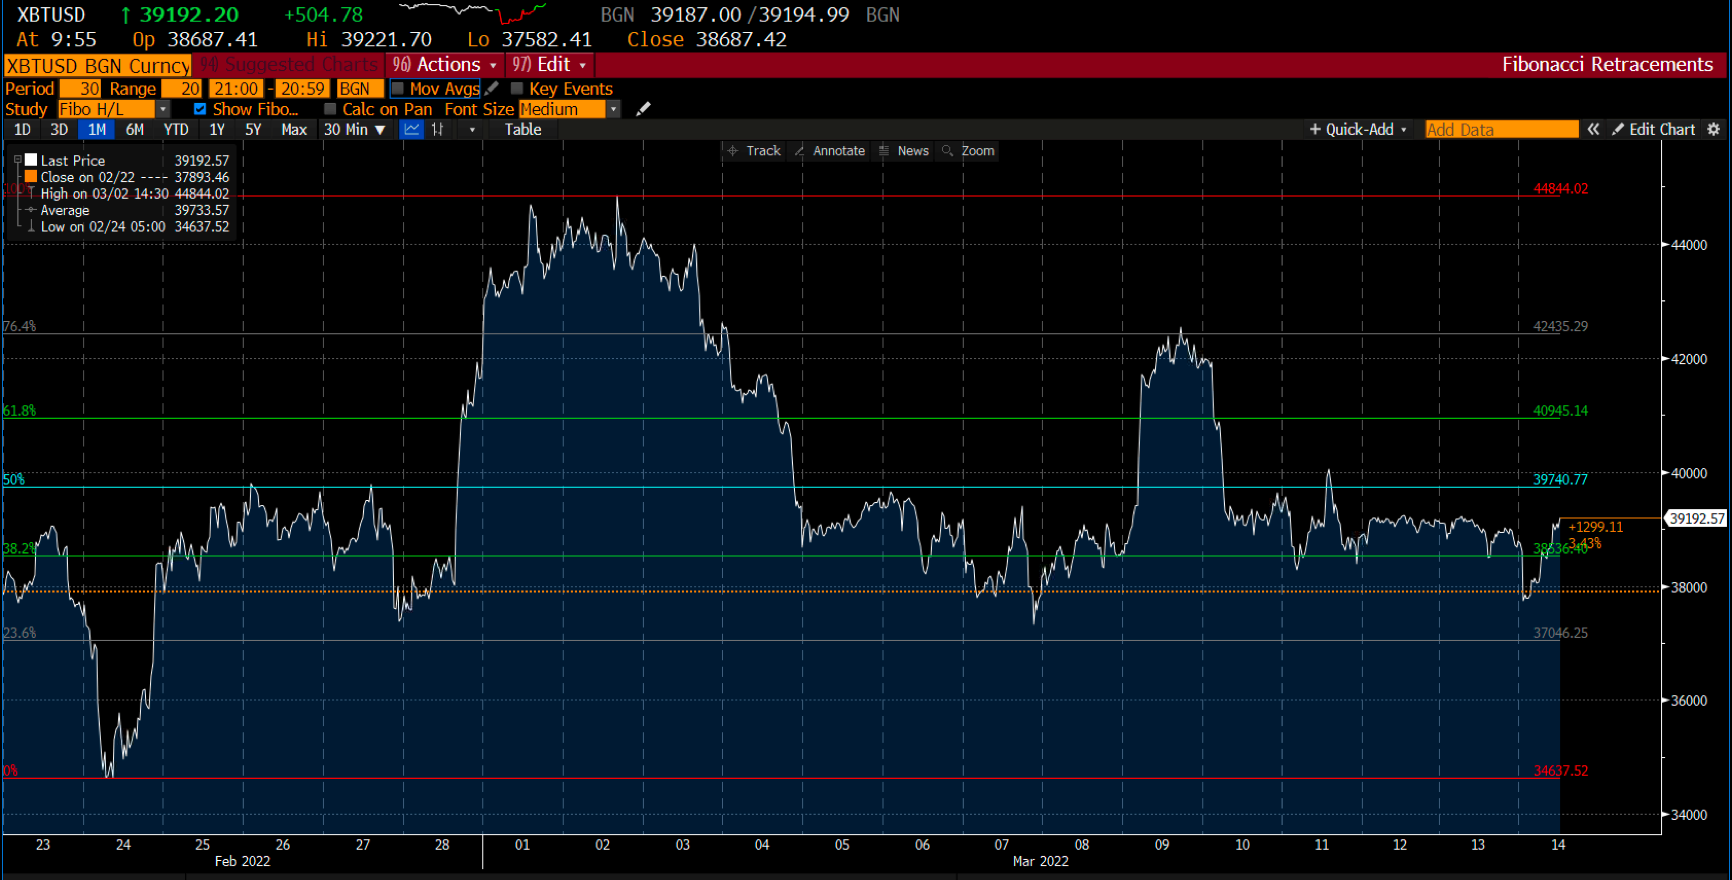 XBTUSD ↑ 39192.20 +504.78 BGN 39187.00 / 39194.99 BGN
At 9:55 Op 38687.41 Hi 39221.70 Lo 37582.41 Close 38687.42
XBTUSD BGN Curncy 94) Suggested Charts 96) Actions 97) Edit Fibonacci Retracements
Period 30 Range 20 21:00 - 20:59 BGN Mov Avgs Key Events
Study Fibo H/L Show Fibo... Calc on Pan Font Size Medium
1D 3D 1M 6M YTD 1Y 5Y Max 30 Min ▼ Table + Quick-Add Add Data « Edit Chart
Track Annotate News Zoom
Last Price 39192.57
Close on 02/22 ---- 37893.46
High on 03/02 14:30 44844.02
Average 39733.57
Low on 02/24 05:00 34637.52
100% 44844.02
44000
76.4% 42435.29
42000
61.8% 40945.14
40000
50% 39740.77
39192.57
+1299.11
3.43%
38.2% 38536.40
38000
23.6% 37046.25
36000
0% 34637.52
34000
23 24 25 26 27 28 01 02 03 04 05 06 07 08 09 10 11 12 13 14
Feb 2022 Mar 2022